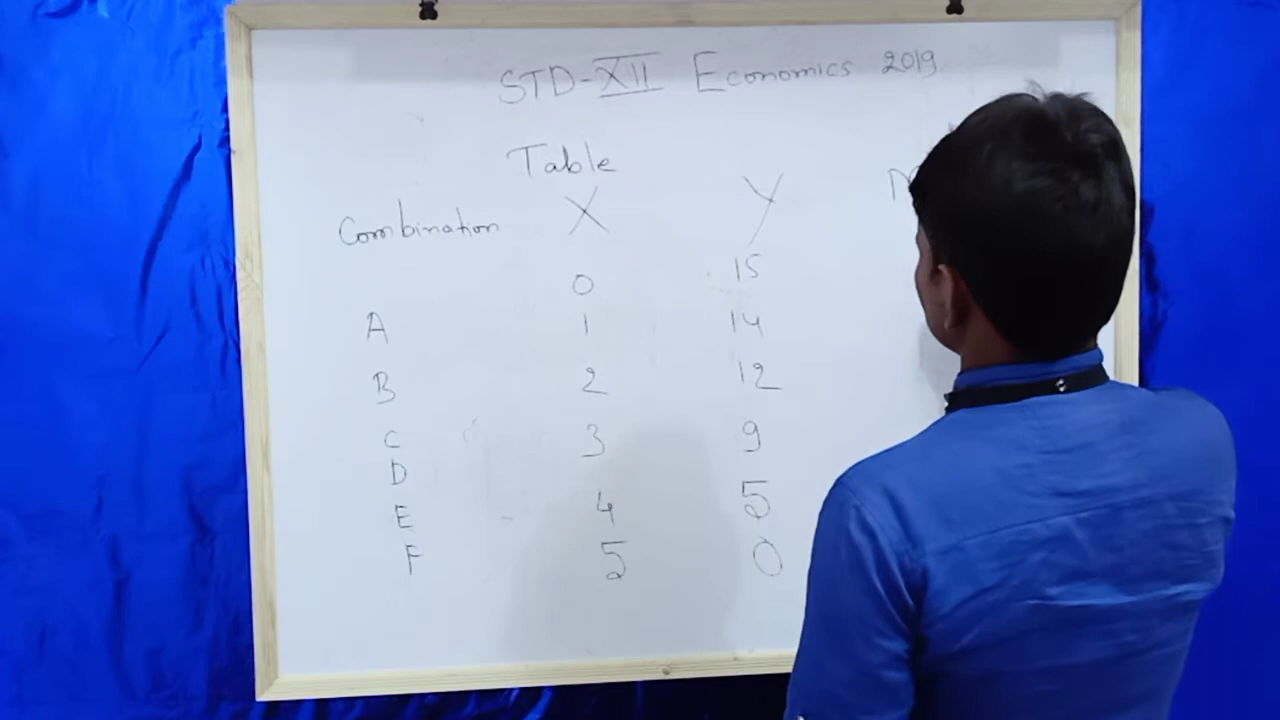 STD-XII Economics 2019
Table
Combination X Y
0 15
A 1 14
B 2 12
C 3 9
D
E 4 5
F 5 0